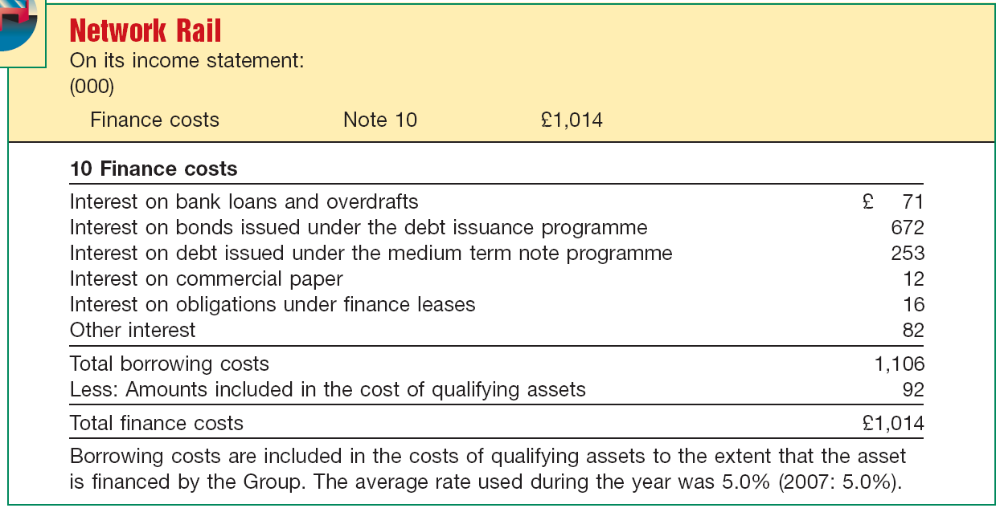 Network Rail
On its income statement:
(000)
Finance costs Note 10 £1,014
10 Finance costs
Interest on bank loans and overdrafts £ 71
Interest on bonds issued under the debt issuance programme 672
Interest on debt issued under the medium term note programme 253
Interest on commercial paper 12
Interest on obligations under finance leases 16
Other interest 82
Total borrowing costs 1,106
Less: Amounts included in the cost of qualifying assets 92
Total finance costs £1,014
Borrowing costs are included in the costs of qualifying assets to the extent that the asset
is financed by the Group. The average rate used during the year was 5.0% (2007: 5.0%).